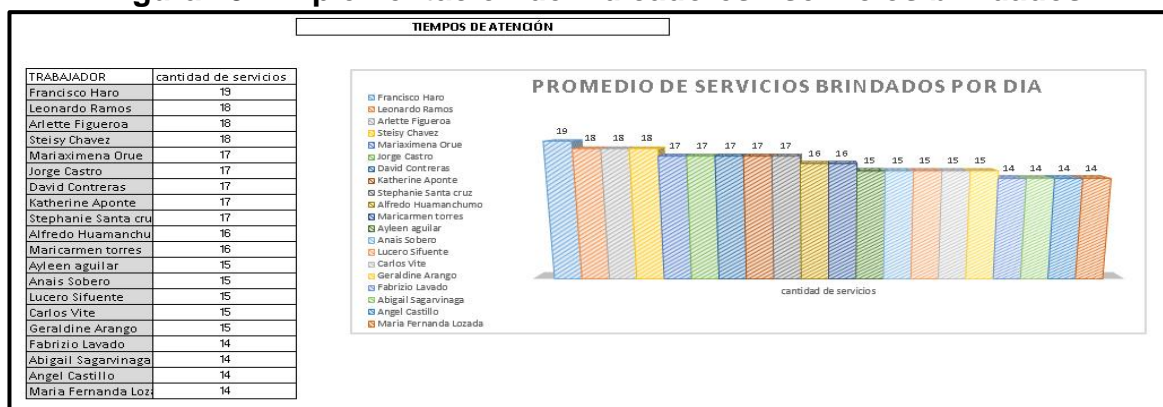 TIEMPOS DE ATENCIÓN
TRABAJADOR cantidad de servicios
Francisco Haro 19
Leonardo Ramos 18
Arlette Figueroa 18
Steisy Chavez 18
Mariaximena Orue 17
Jorge Castro 17
David Contreras 17
Katherine Aponte 17
Stephanie Santa cru 17
Alfredo Huamanchu 16
Maricarmen torres 16
Ayleen aguilar 15
Anais Sobero 15
Lucero Sifuente 15
Carlos Vite 15
Geraldine Arango 15
Fabrizio Lavado 14
Abigail Sagarvinaga 14
Angel Castillo 14
Maria Fernanda Loz 14
PROMEDIO DE SERVICIOS BRINDADOS POR DIA
Francisco Haro
Leonardo Ramos
Arlette Figueroa
Steisy Chavez
Mariaximena Orue
Jorge Castro
David Contreras
Katherine Aponte
Stephanie Santa cruz
Alfredo Huamanchumo
Maricarmen torres
Ayleen aguilar
Anais Sobero
Lucero Sifuente
Carlos Vite
Geraldine Arango
Fabrizio Lavado
Abigail Sagarvinaga
Angel Castillo
Maria Fernanda Lozada
19 18 18 18 17 17 17 17 17 16 16 15 15 15 15 15 14 14 14 14
cantidad de servicios